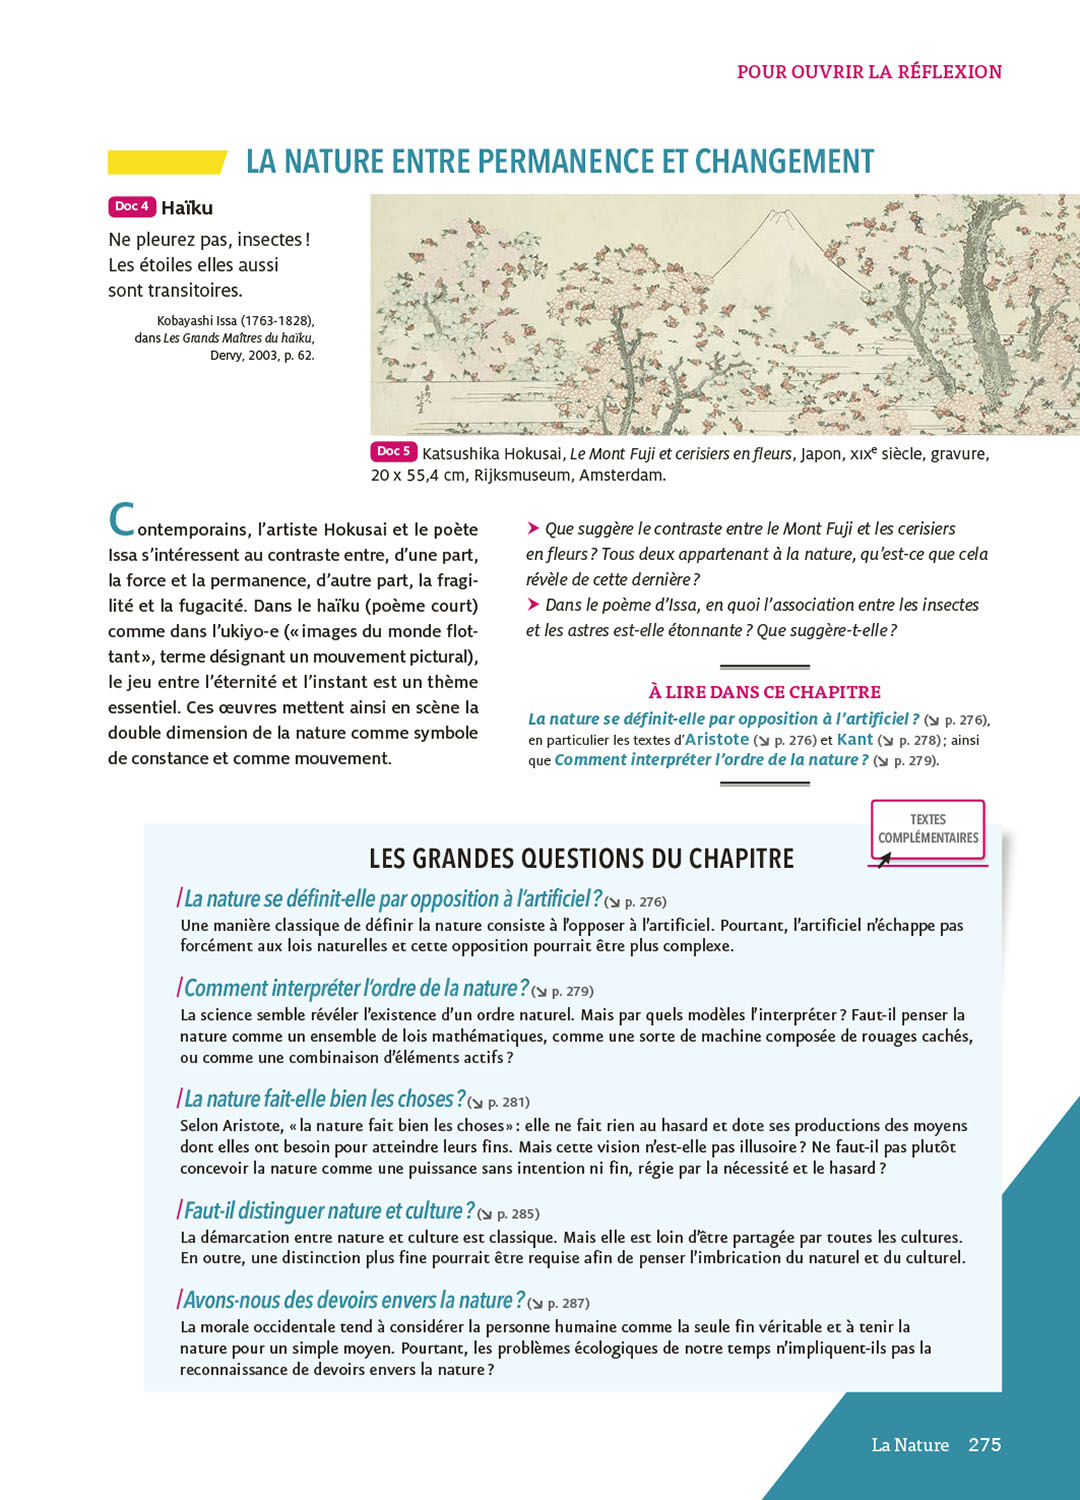 POUR OUVRIR LA RÉFLEXION
LA NATURE ENTRE PERMANENCE ET CHANGEMENT
Doc 4 Haïku
Ne pleurez pas, insectes !
Les étoiles elles aussi
sont transitoires.
Kobayashi Issa (1763-1828),
dans Les Grands Maîtres du haïku,
Dervy, 2003, p. 62.
Doc 5 Katsushika Hokusai, Le Mont Fuji et cerisiers en fleurs, Japon, XIXe siècle, gravure,
20 x 55,4 cm, Rijksmuseum, Amsterdam.
Contemporains, l’artiste Hokusai et le poète
Issa s’intéressent au contraste entre, d’une part,
la force et la permanence, d’autre part, la fragi-
lité et la fugacité. Dans le haïku (poème court)
comme dans l’ukiyo-e (« images du monde flot-
tant », terme désignant un mouvement pictural),
le jeu entre l’éternité et l’instant est un thème
essentiel. Ces œuvres mettent ainsi en scène la
double dimension de la nature comme symbole
de constance et comme mouvement.
➤ Que suggère le contraste entre le Mont Fuji et les cerisiers
en fleurs ? Tous deux appartenant à la nature, qu’est-ce que cela
révèle de cette dernière ?
➤ Dans le poème d’Issa, en quoi l’association entre les insectes
et les astres est-elle étonnante ? Que suggère-t-elle ?
À LIRE DANS CE CHAPITRE
La nature se définit-elle par opposition à l’artificiel ? (↘ p. 276),
en particulier les textes d’Aristote (↘ p. 276) et Kant (↘ p. 278) ; ainsi
que Comment interpréter l’ordre de la nature ? (↘ p. 279).
TEXTES
COMPLÉMENTAIRES
LES GRANDES QUESTIONS DU CHAPITRE
/La nature se définit-elle par opposition à l’artificiel ? (↘ p. 276)
Une manière classique de définir la nature consiste à l’opposer à l’artificiel. Pourtant, l’artificiel n’échappe pas
forcément aux lois naturelles et cette opposition pourrait être plus complexe.
/Comment interpréter l’ordre de la nature ? (↘ p. 279)
La science semble révéler l’existence d’un ordre naturel. Mais par quels modèles l’interpréter ? Faut-il penser la
nature comme un ensemble de lois mathématiques, comme une sorte de machine composée de rouages cachés,
ou comme une combinaison d’éléments actifs ?
/La nature fait-elle bien les choses ? (↘ p. 281)
Selon Aristote, « la nature fait bien les choses » : elle ne fait rien au hasard et dote ses productions des moyens
dont elles ont besoin pour atteindre leurs fins. Mais cette vision n’est-elle pas illusoire ? Ne faut-il pas plutôt
concevoir la nature comme une puissance sans intention ni fin, régie par la nécessité et le hasard ?
/Faut-il distinguer nature et culture ? (↘ p. 285)
La démarcation entre nature et culture est classique. Mais elle est loin d’être partagée par toutes les cultures.
En outre, une distinction plus fine pourrait être requise afin de penser l’imbrication du naturel et du culturel.
/Avons-nous des devoirs envers la nature ? (↘ p. 287)
La morale occidentale tend à considérer la personne humaine comme la seule fin véritable et à tenir la
nature pour un simple moyen. Pourtant, les problèmes écologiques de notre temps n’impliquent-ils pas la
reconnaissance de devoirs envers la nature ?
La Nature 275